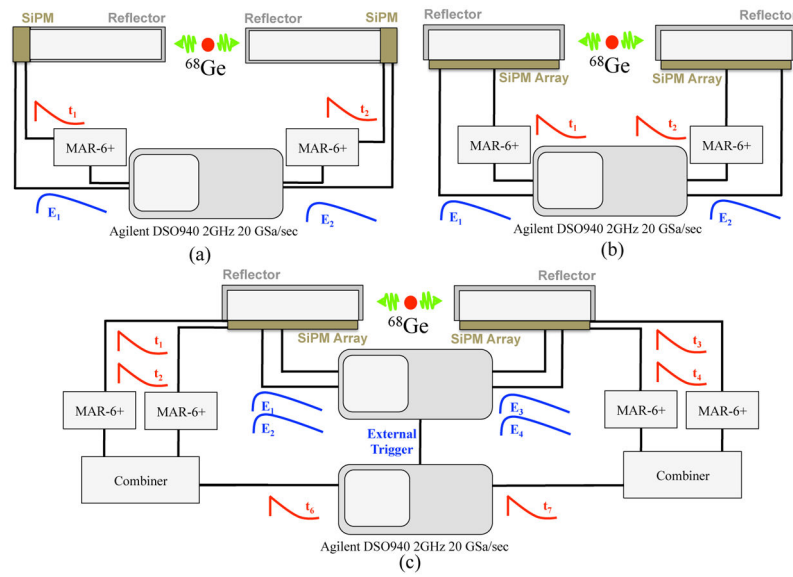 SiPM
Reflector
SiPM
68Ge
t1
t2
MAR-6+
MAR-6+
E1
E2
Agilent DSO940 2GHz 20 GSa/sec
(a)
Reflector
Reflector
68Ge
SiPM Array
SiPM Array
t1
t2
MAR-6+
MAR-6+
E1
E2
Agilent DSO940 2GHz 20 GSa/sec
(b)
Reflector
Reflector
68Ge
SiPM Array
SiPM Array
t1
t2
t3
t4
MAR-6+
MAR-6+
MAR-6+
MAR-6+
E1
E2
E3
E4
External
Trigger
Combiner
Combiner
t6
t7
Agilent DSO940 2GHz 20 GSa/sec
(c)